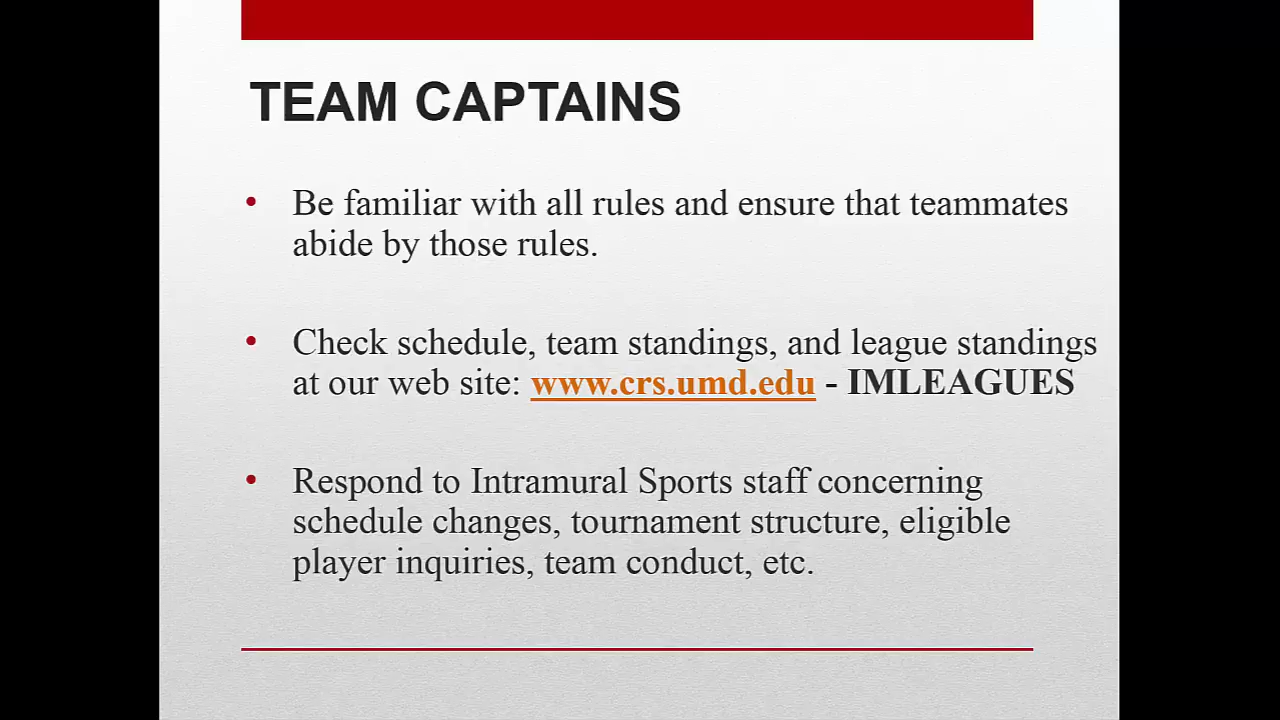 TEAM CAPTAINS
• Be familiar with all rules and ensure that teammates
abide by those rules.
• Check schedule, team standings, and league standings
at our web site: www.crs.umd.edu - IMLEAGUES
• Respond to Intramural Sports staff concerning
schedule changes, tournament structure, eligible
player inquiries, team conduct, etc.